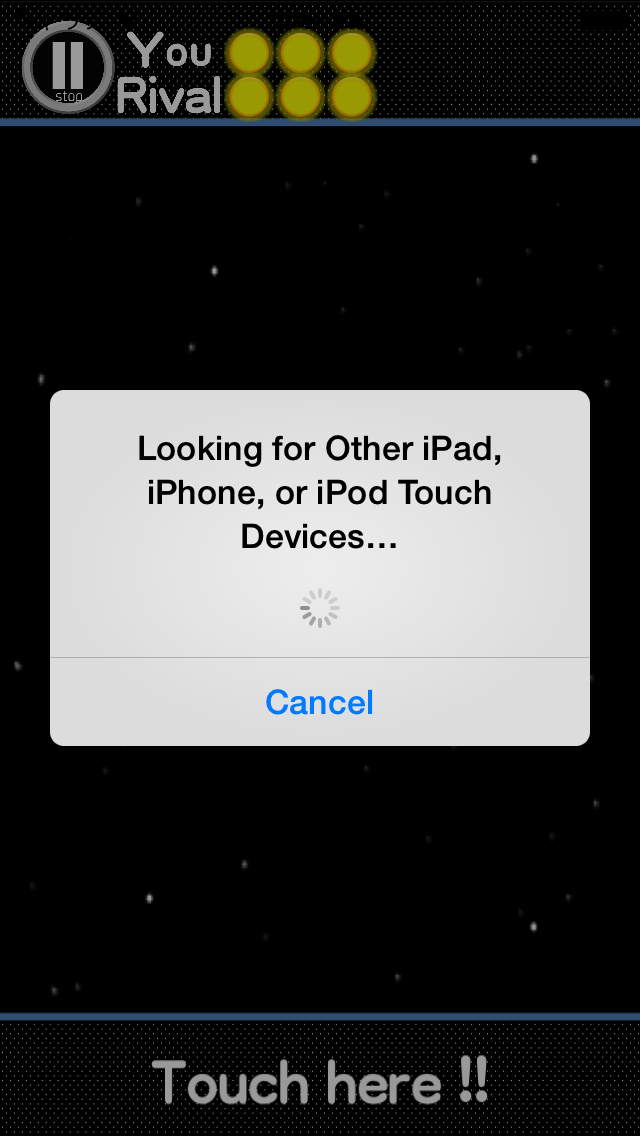 You
stop
Rival
Looking for Other iPad,
iPhone, or iPod Touch
Devices...
Cancel
Touch here !!